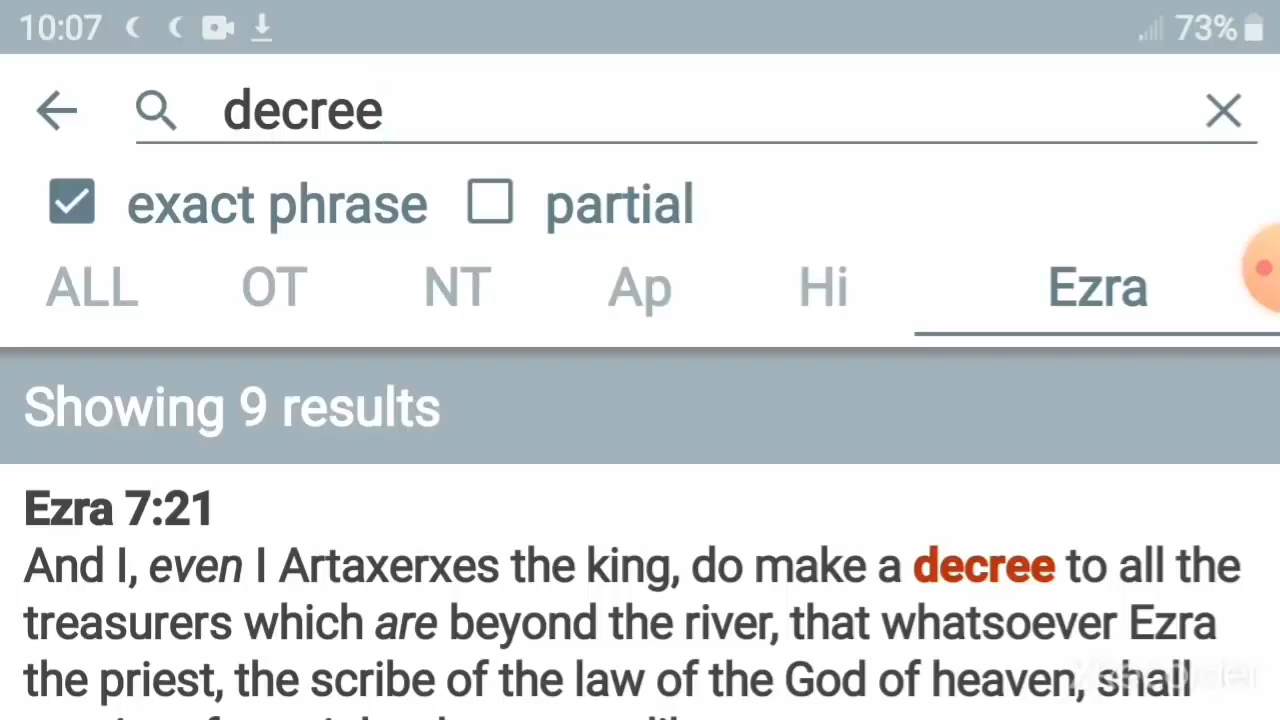 10:07 73%
decree
exact phrase partial
ALL OT NT Ap Hi Ezra
Showing 9 results
Ezra 7:21
And I, even I Artaxerxes the king, do make a decree to all the
treasurers which are beyond the river, that whatsoever Ezra
the priest, the scribe of the law of the God of heaven, shall